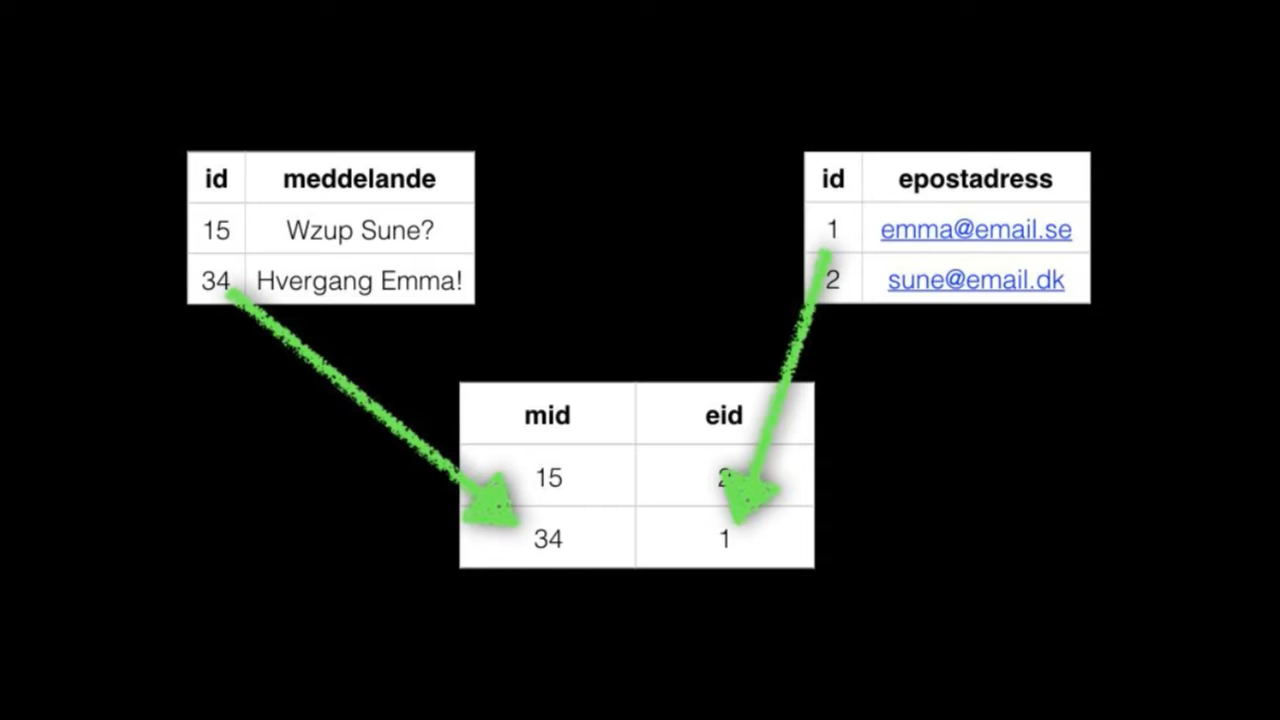 id meddelande
15 Wzup Sune?
34 Hvergang Emma!
id epostadress
1 emma@email.se
2 sune@email.dk
mid eid
15 2
34 1